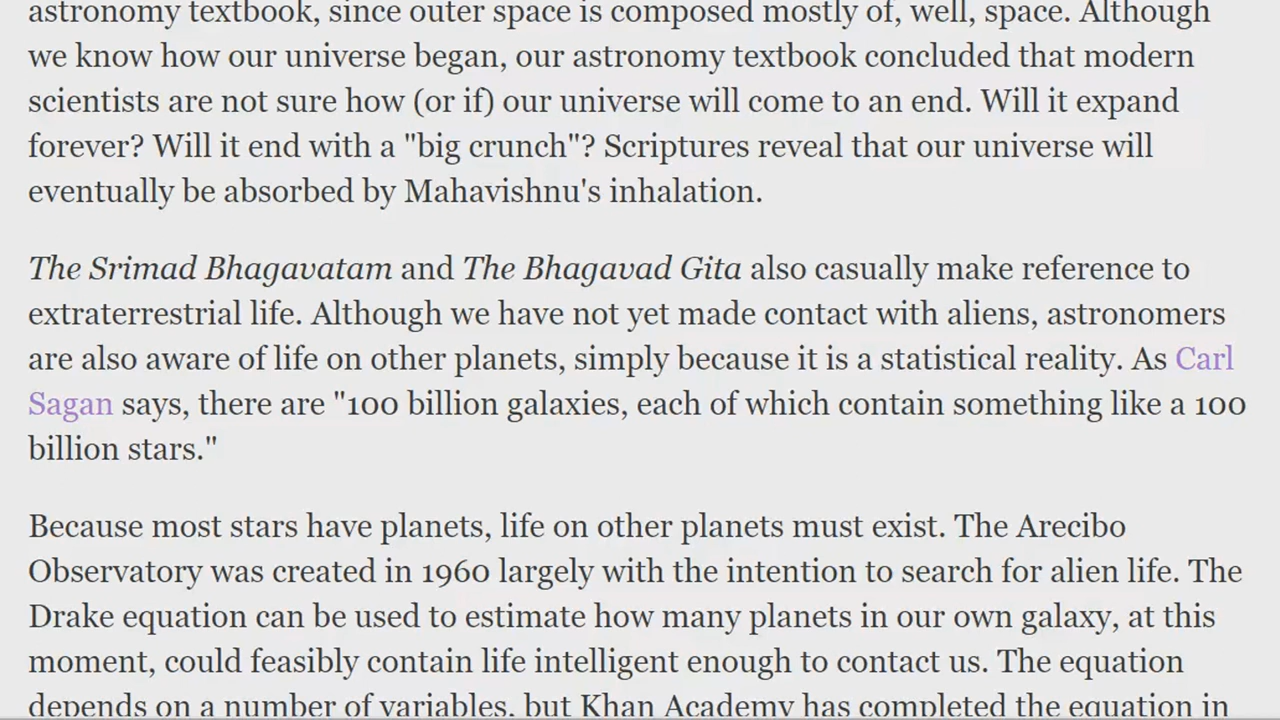 astronomy textbook, since outer space is composed mostly of, well, space. Although
we know how our universe began, our astronomy textbook concluded that modern
scientists are not sure how (or if) our universe will come to an end. Will it expand
forever? Will it end with a "big crunch"? Scriptures reveal that our universe will
eventually be absorbed by Mahavishnu's inhalation.
The Srimad Bhagavatam and The Bhagavad Gita also casually make reference to
extraterrestrial life. Although we have not yet made contact with aliens, astronomers
are also aware of life on other planets, simply because it is a statistical reality. As Carl
Sagan says, there are "100 billion galaxies, each of which contain something like a 100
billion stars."
Because most stars have planets, life on other planets must exist. The Arecibo
Observatory was created in 1960 largely with the intention to search for alien life. The
Drake equation can be used to estimate how many planets in our own galaxy, at this
moment, could feasibly contain life intelligent enough to contact us. The equation
depends on a number of variables, but Khan Academy has completed the equation in